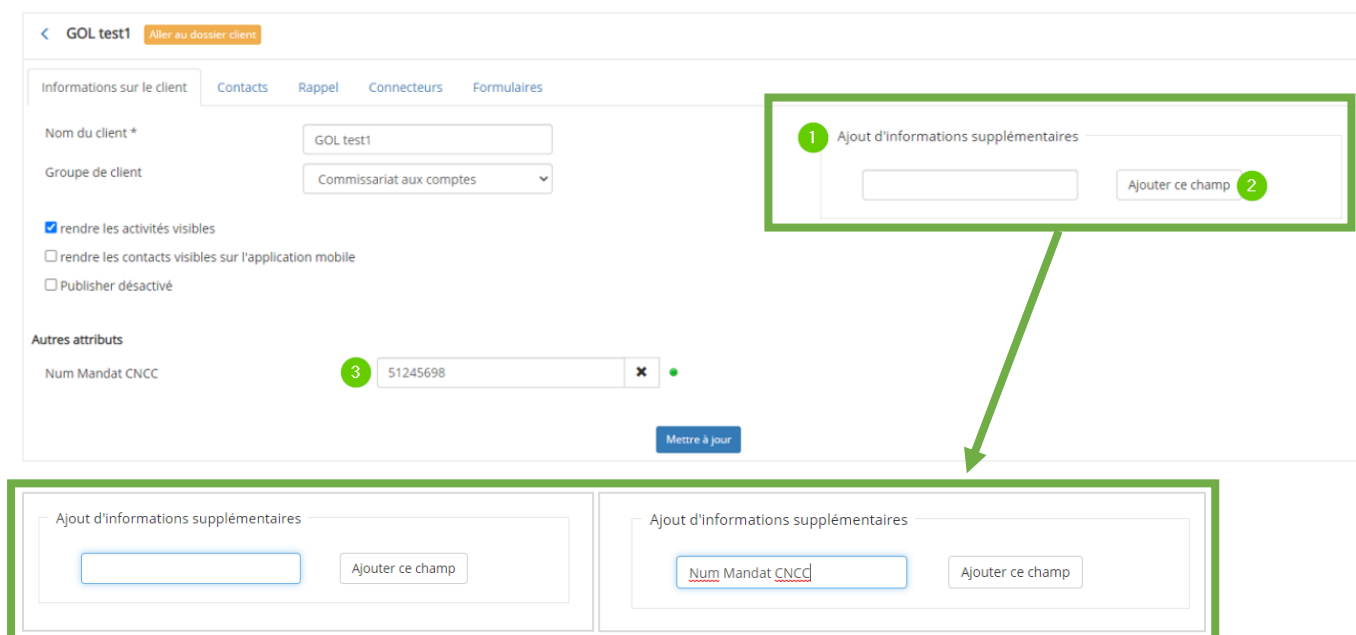 GOL test1 Aller au dossier client
Informations sur le client Contacts Rappel Connecteurs Formulaires
Nom du client * GOL test1
Groupe de client Commissariat aux comptes
1 Ajout d'informations supplémentaires
Ajouter ce champ 2
rendre les activités visibles
rendre les contacts visibles sur l'application mobile
Publisher désactivé
Autres attributs
Num Mandat CNCC 3 51245698
Mettre à jour
Ajout d'informations supplémentaires
Ajouter ce champ
Ajout d'informations supplémentaires
Num Mandat CNCC Ajouter ce champ